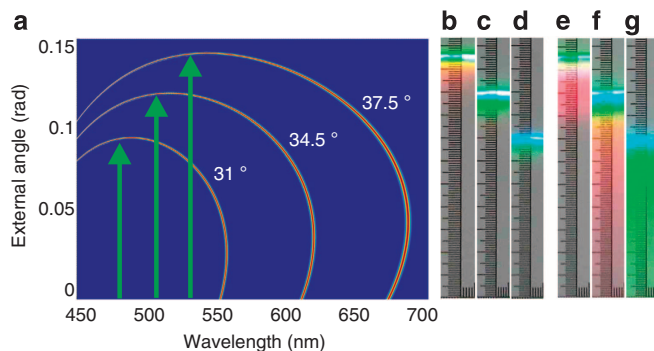 a
b c d e f g
0.15
0.1
0.05
0
External angle (rad)
37.5 °
34.5 °
31 °
450 500 550 600 650 700
Wavelength (nm)